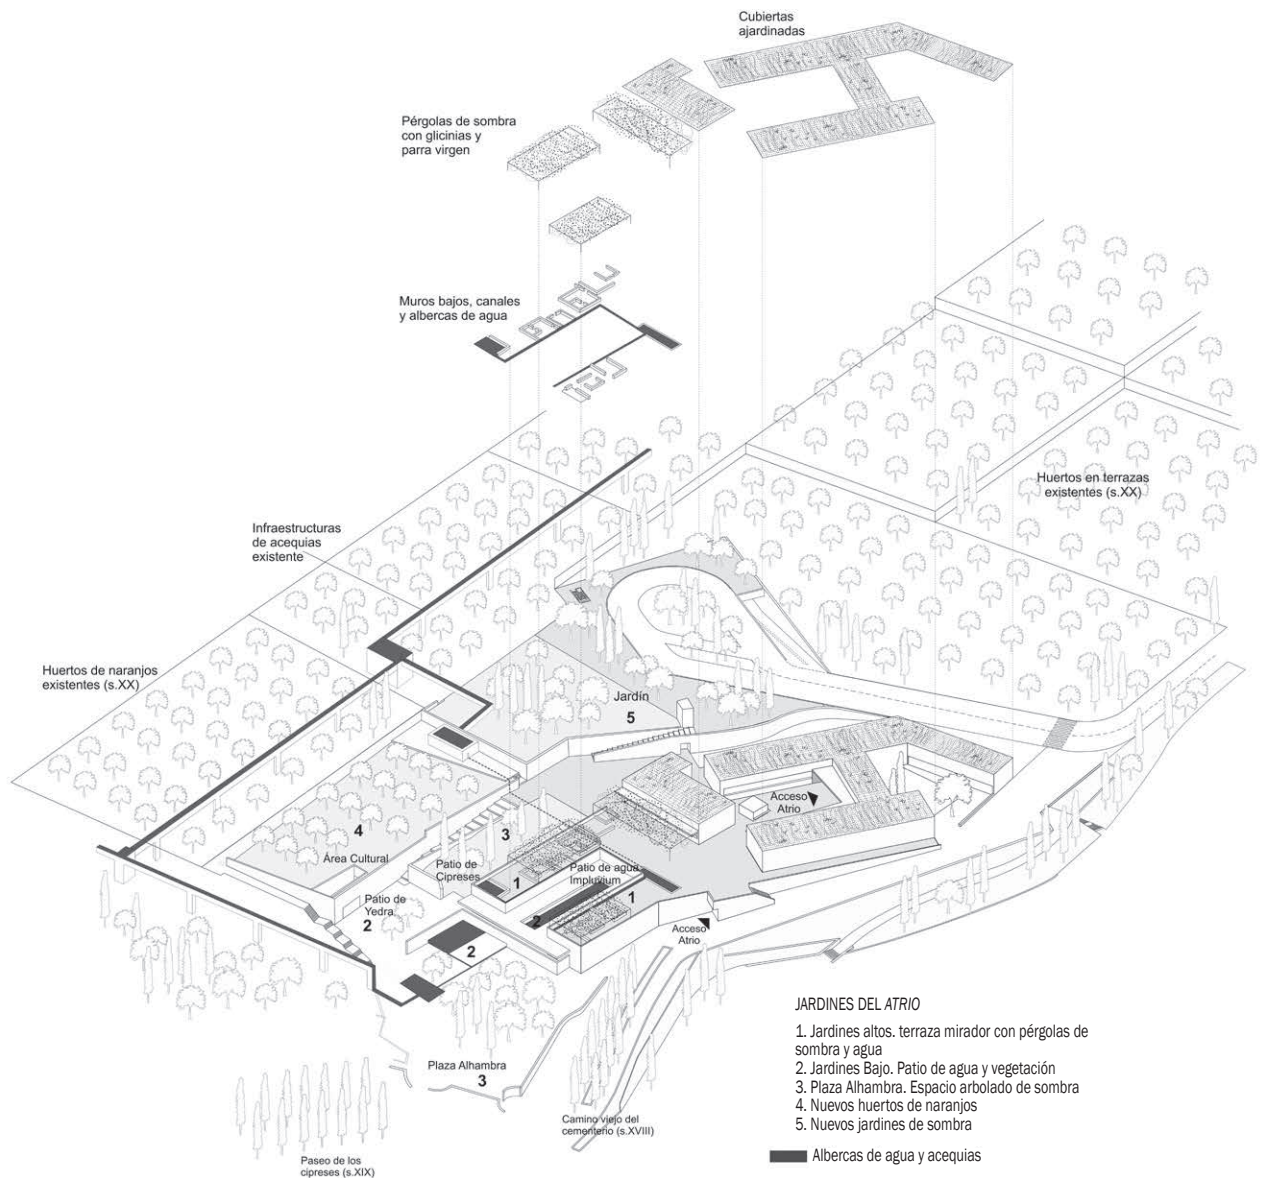 Cubiertas
ajardinadas
Pérgolas de sombra
con glicinias y
parra virgen
Muros bajos, canales
y albercas de agua
Huertos en terrazas
existentes (s.XX)
Infraestructuras
de acequias
existente
Huertos de naranjos
existentes (s.XX)
Jardín
5
Acceso
Atrio
4
Área Cultural
3
Patio de
Cipreses
1
Patio de agua
Impluvium
1
Patio de
Yedra
2
2
2
Acceso
Atrio
Plaza Alhambra
3
Camino viejo del
cementerio (s.XVIII)
Paseo de los
cipreses (s.XIX)
JARDINES DEL ATRIO
1. Jardines altos. terraza mirador con pérgolas de
sombra y agua
2. Jardines Bajo. Patio de agua y vegetación
3. Plaza Alhambra. Espacio arbolado de sombra
4. Nuevos huertos de naranjos
5. Nuevos jardines de sombra
Albercas de agua y acequias